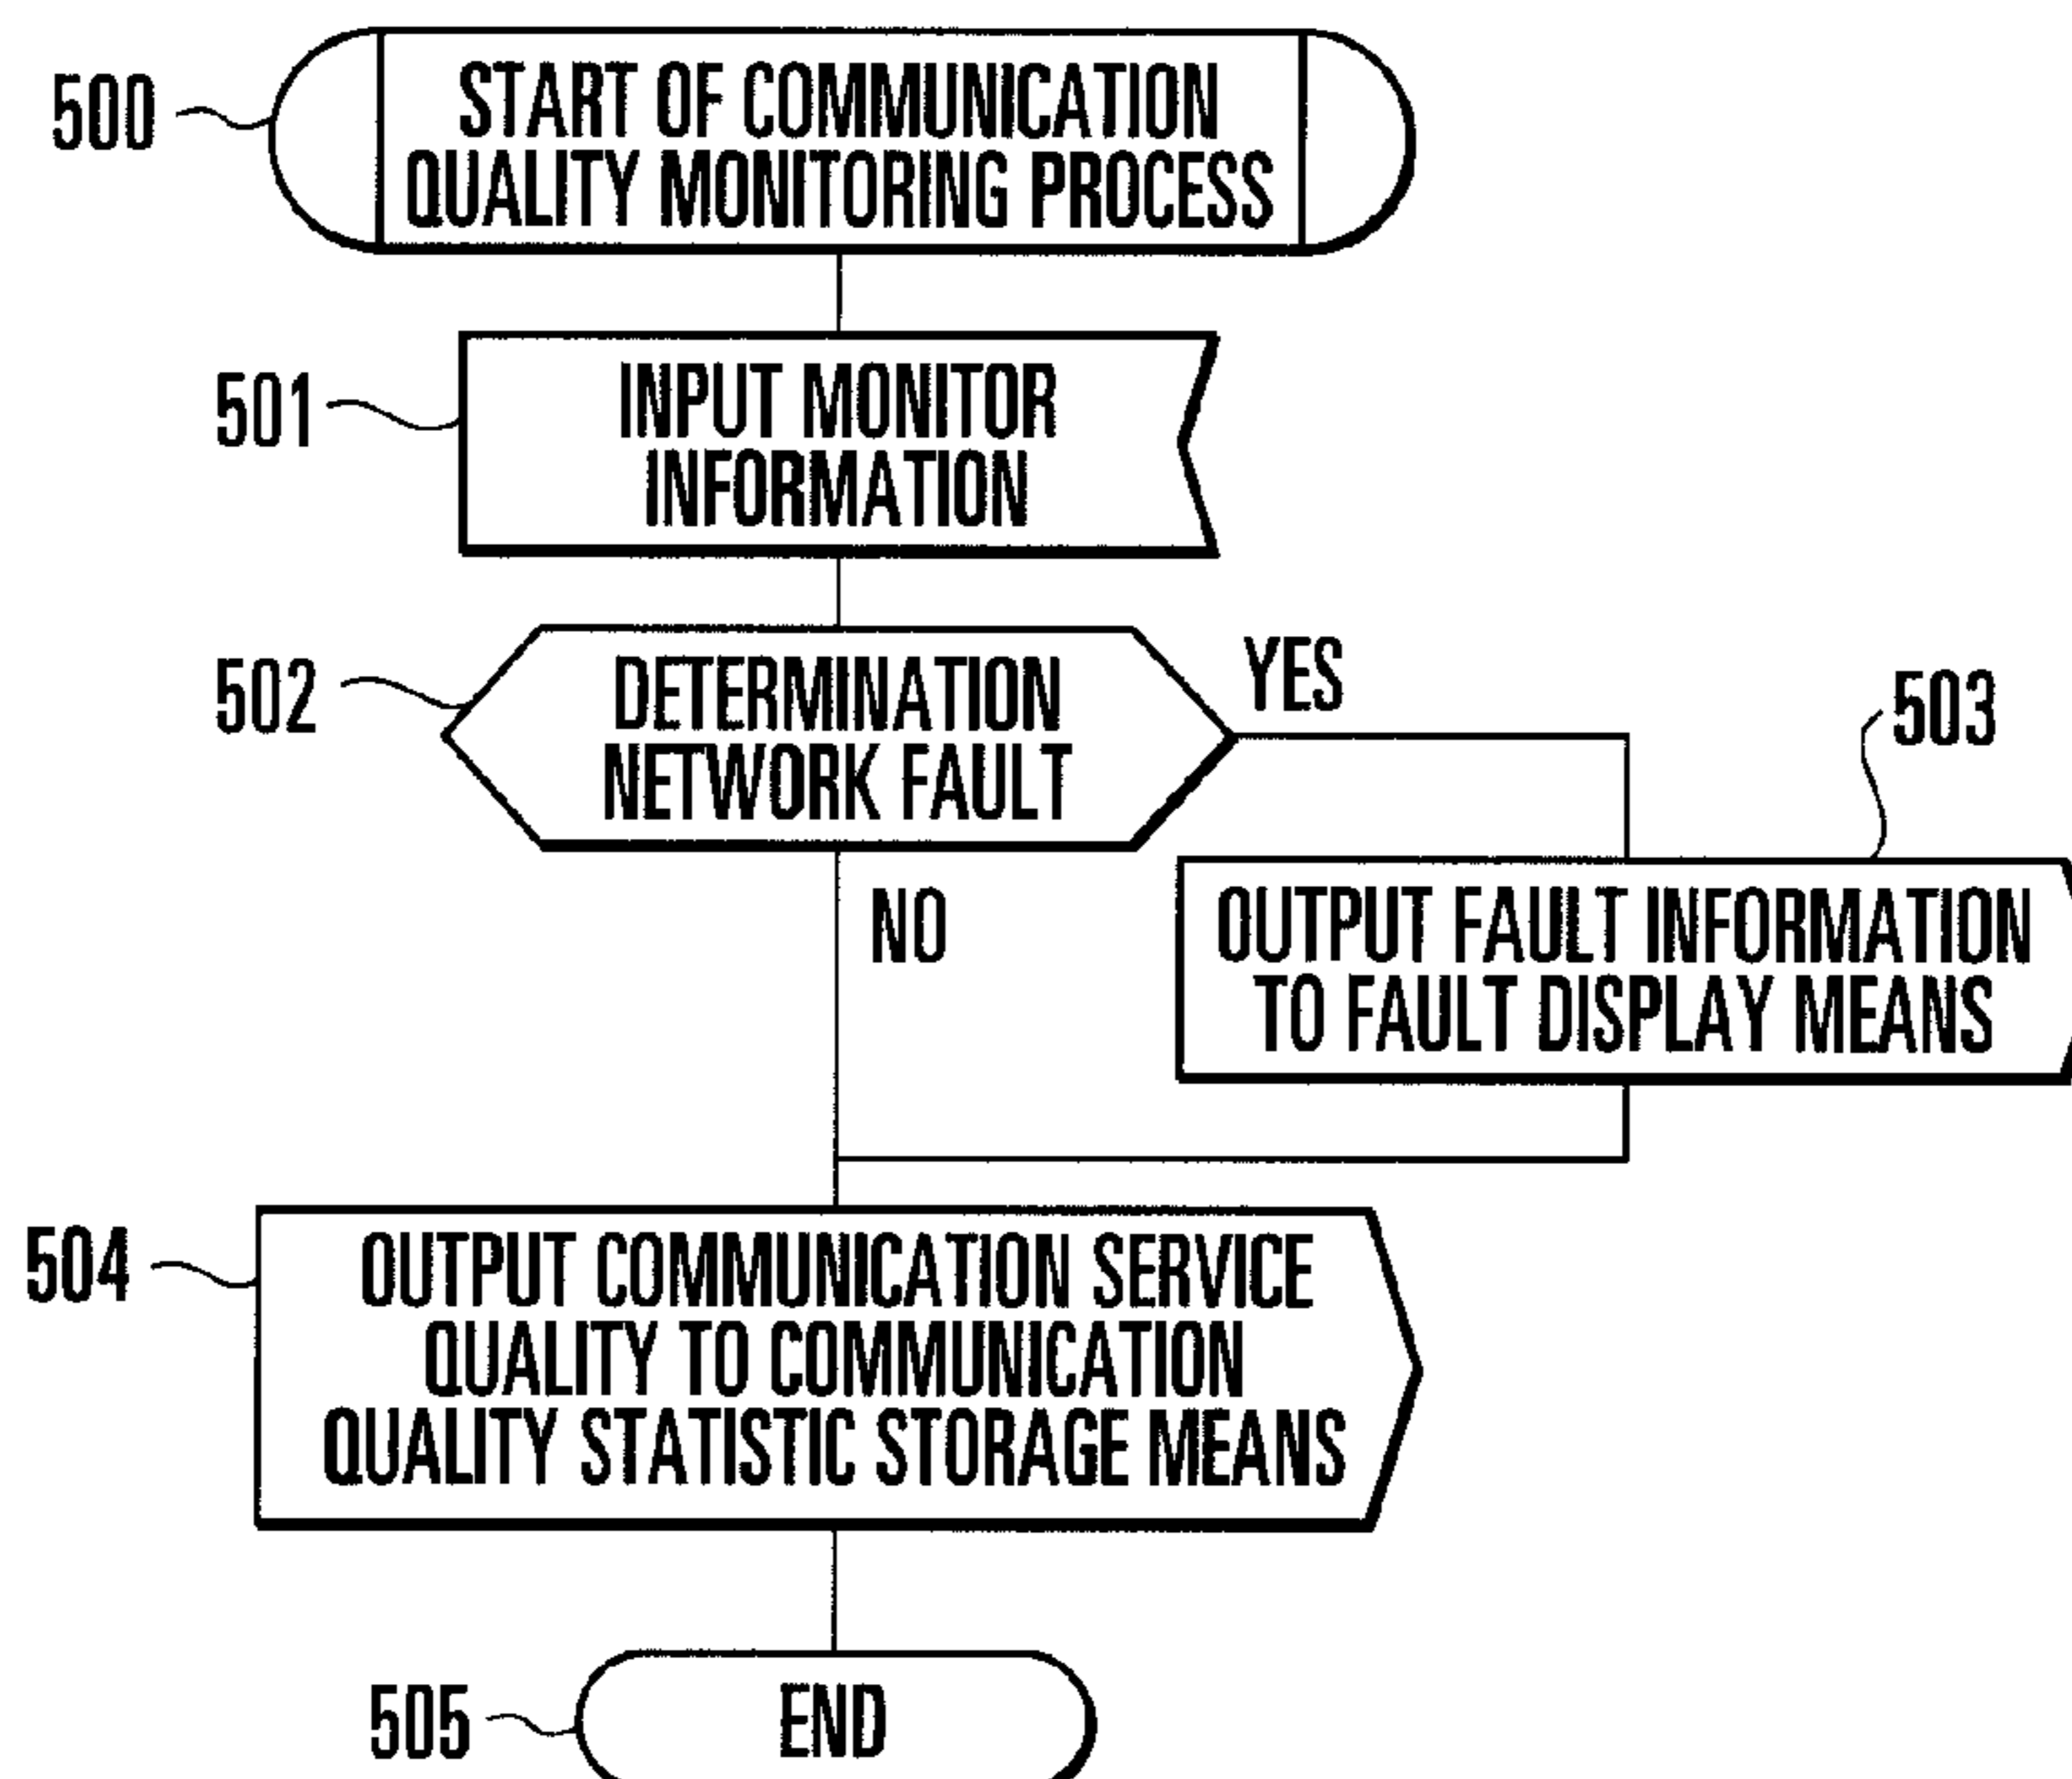 500
START OF COMMUNICATION
QUALITY MONITORING PROCESS
501
INPUT MONITOR
INFORMATION
502
DETERMINATION
NETWORK FAULT
YES
503
NO
OUTPUT FAULT INFORMATION
TO FAULT DISPLAY MEANS
504
OUTPUT COMMUNICATION SERVICE
QUALITY TO COMMUNICATION
QUALITY STATISTIC STORAGE MEANS
505
END